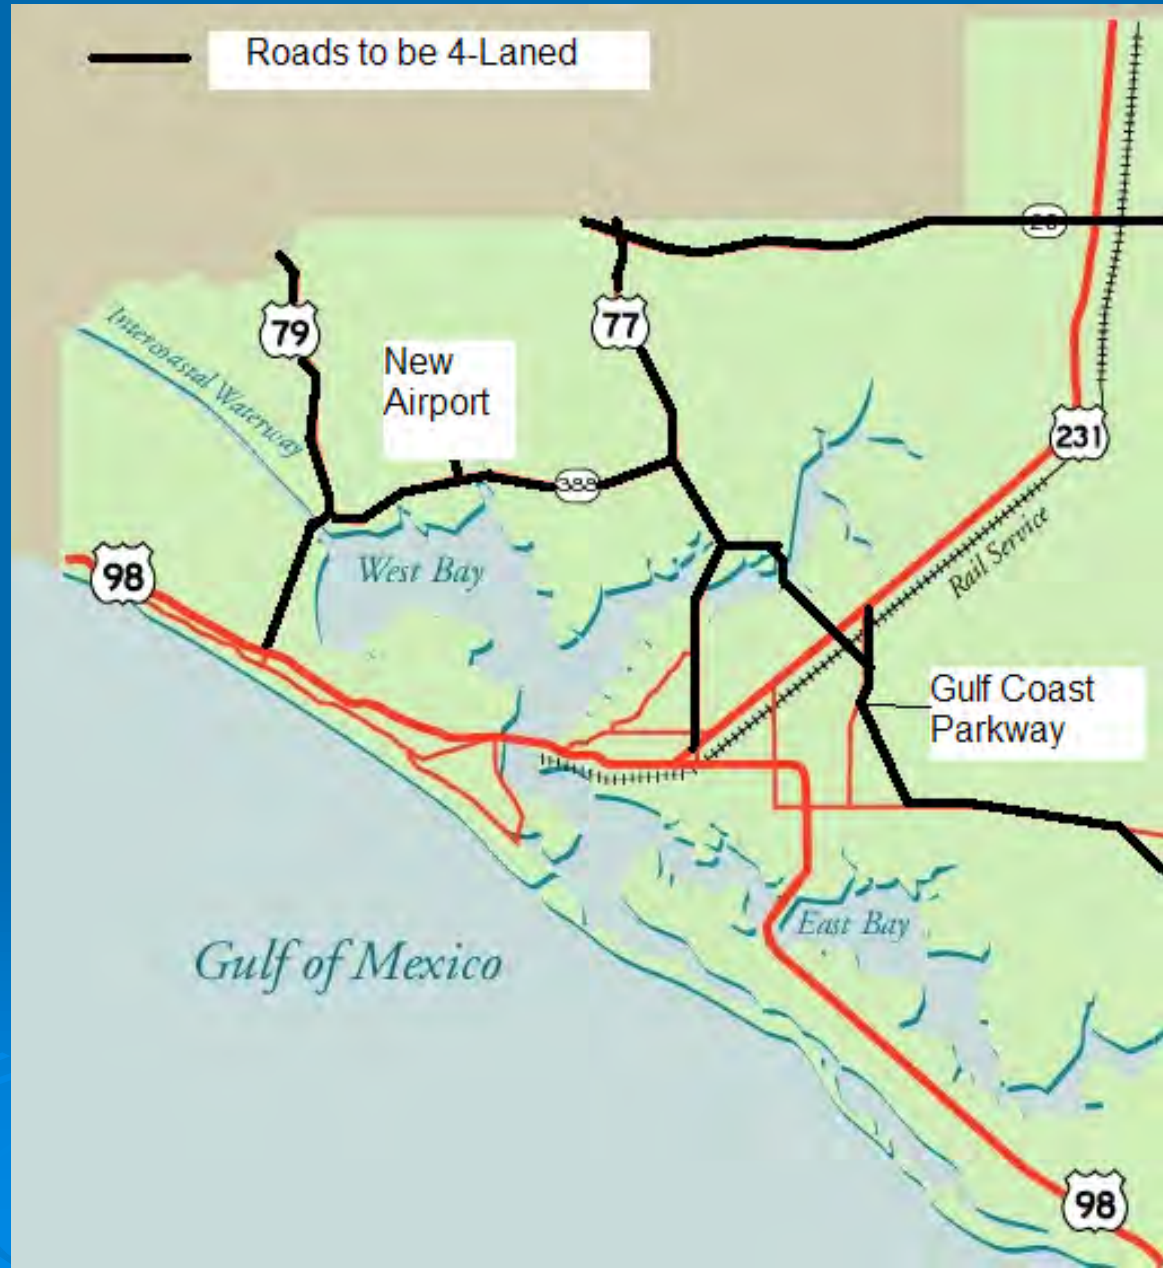 Roads to be 4-Laned
20
79
77
Intercoastal Waterway
New
Airport
231
388
98
West Bay
Rail Service
Gulf Coast
Parkway
East Bay
Gulf of Mexico
98